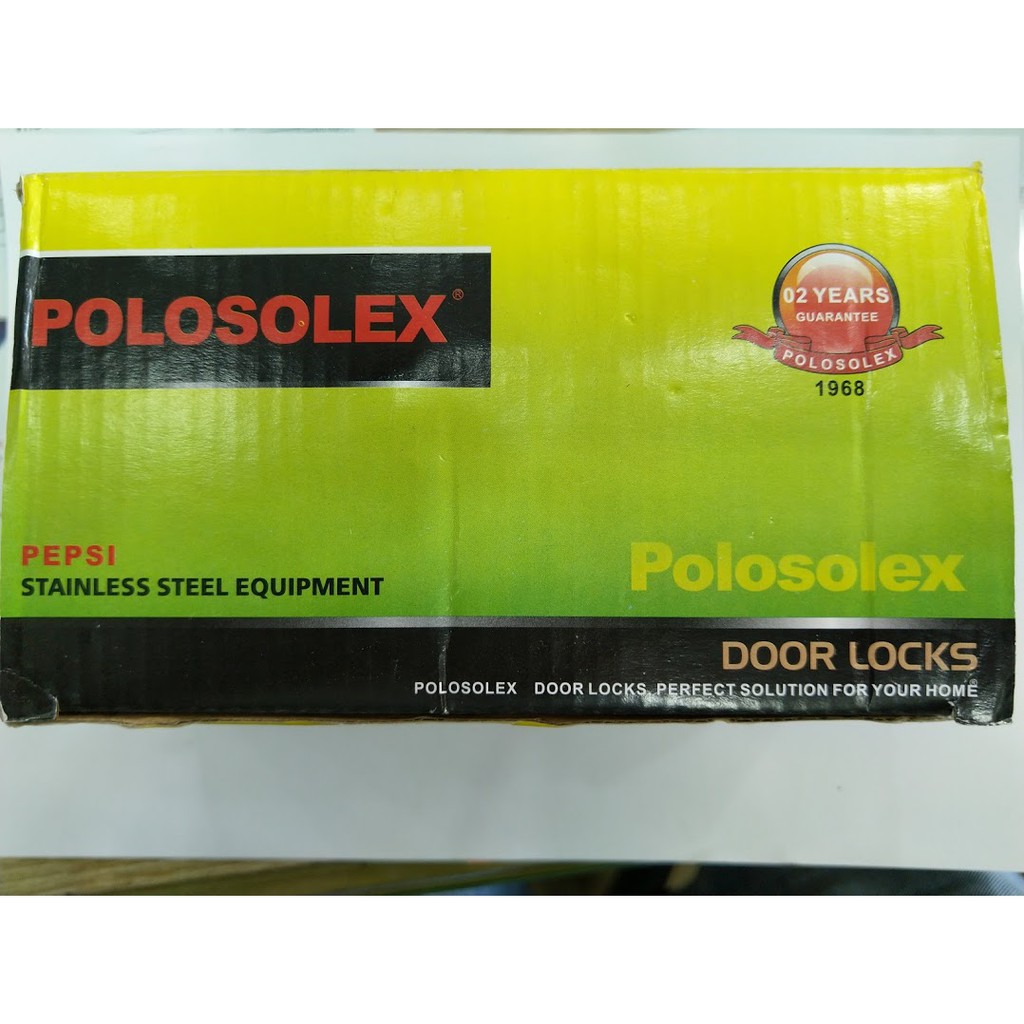 POLOSOLEX®
02 YEARS
GUARANTEE
POLOSOLEX
1968
PEPSI
STAINLESS STEEL EQUIPMENT
Polosolex
DOOR LOCKS
POLOSOLEX DOOR LOCKS, PERFECT SOLUTION FOR YOUR HOME®